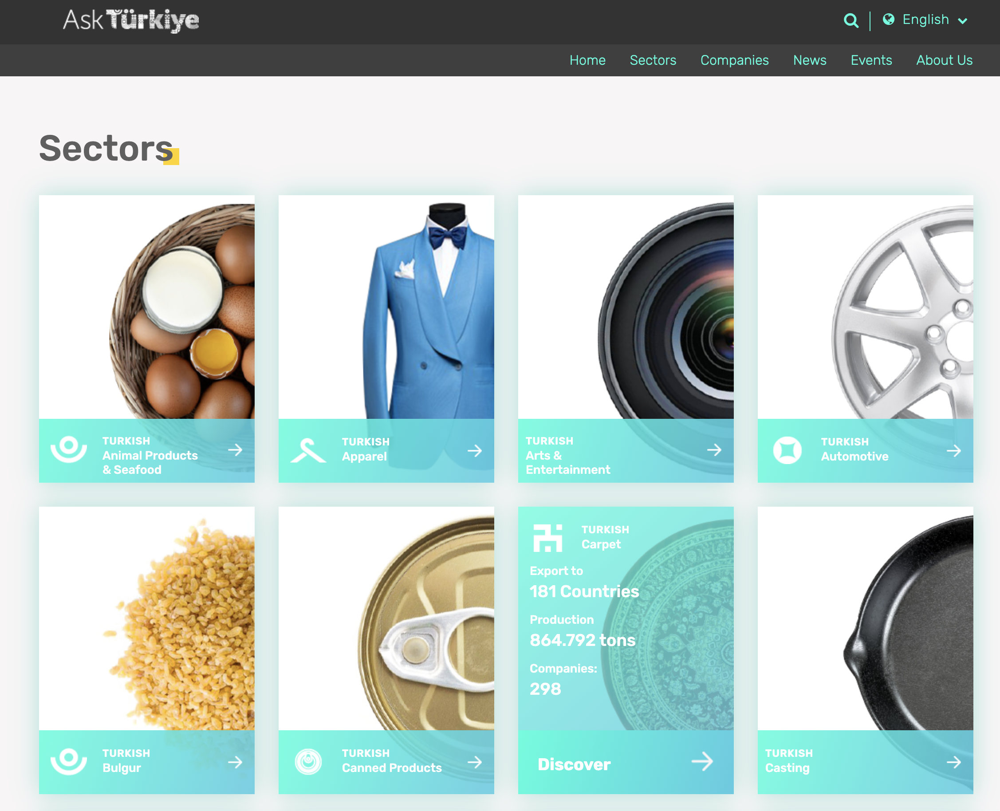 Ask Türkiye
English
Home Sectors Companies News Events About Us
Sectors
TURKISH
Animal Products
& Seafood
TURKISH
Apparel
TURKISH
Arts &
Entertainment
TURKISH
Automotive
TURKISH
Bulgur
TURKISH
Canned Products
TURKISH
Carpet
Export to
181 Countries
Production
864.792 tons
Companies:
298
Discover
TURKISH
Casting